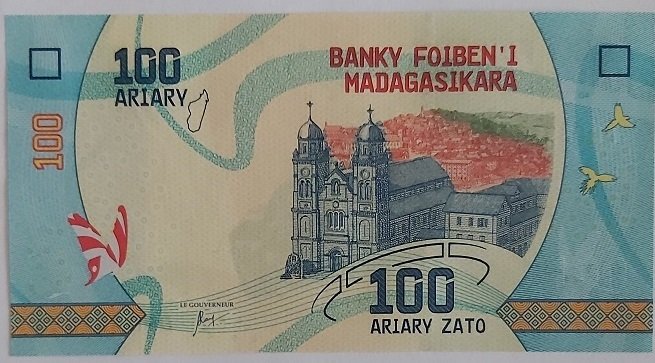 100
ARIARY
BANKY FOIBEN'I
MADAGASIKARA
100
LE GOUVERNEUR
100
ARIARY ZATO